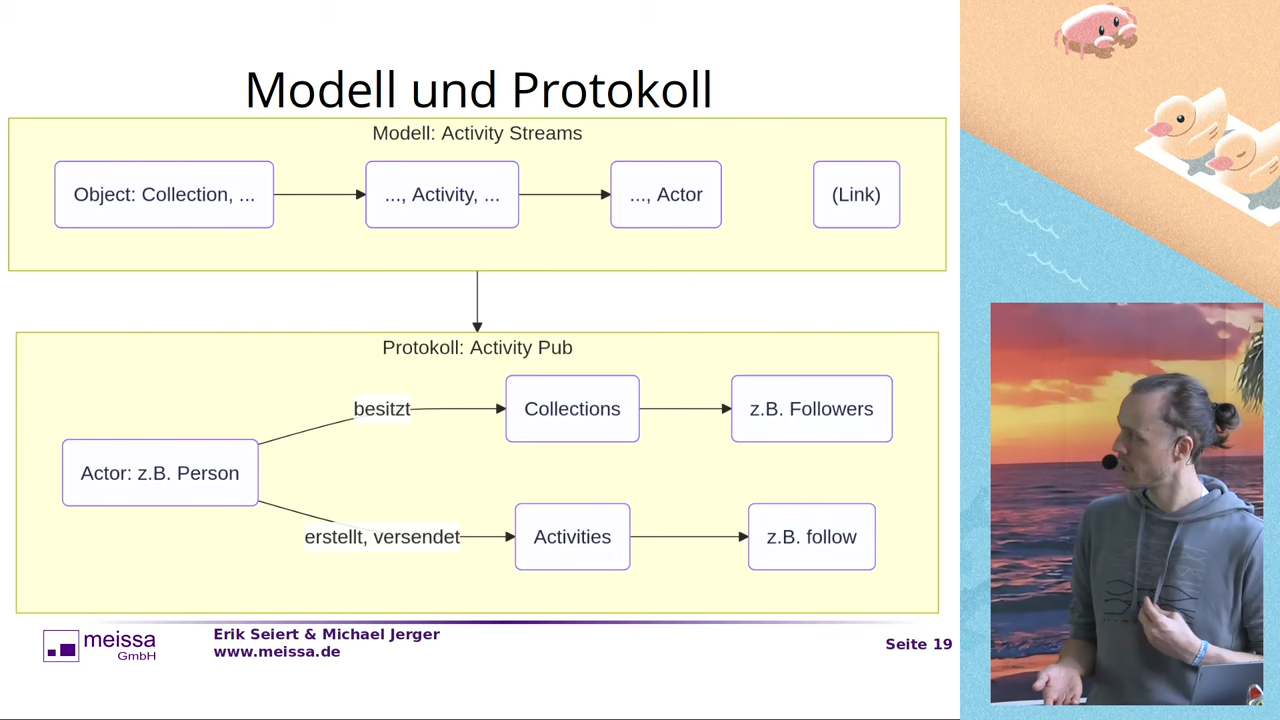 Modell und Protokoll
Modell: Activity Streams
Object: Collection, ...
..., Activity, ...
..., Actor
(Link)
Protokoll: Activity Pub
besitzt
Collections
z.B. Followers
Actor: z.B. Person
erstellt, versendet
Activities
z.B. follow
meissa
GmbH
Erik Seiert & Michael Jerger
www.meissa.de
Seite 19